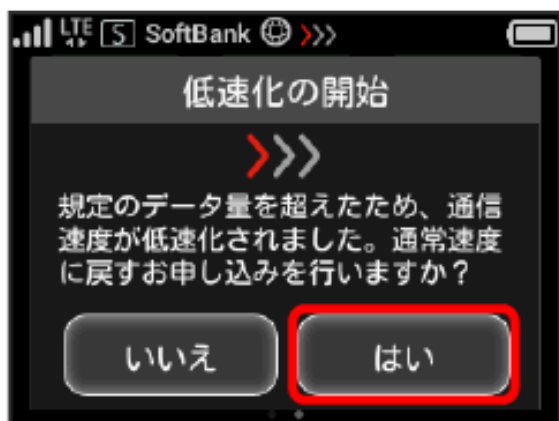 LTE S SoftBank
低速化の開始
規定のデータ量を超えたため、通信
速度が低速化されました。通常速度
に戻すお申し込みを行いますか？
いいえ はい